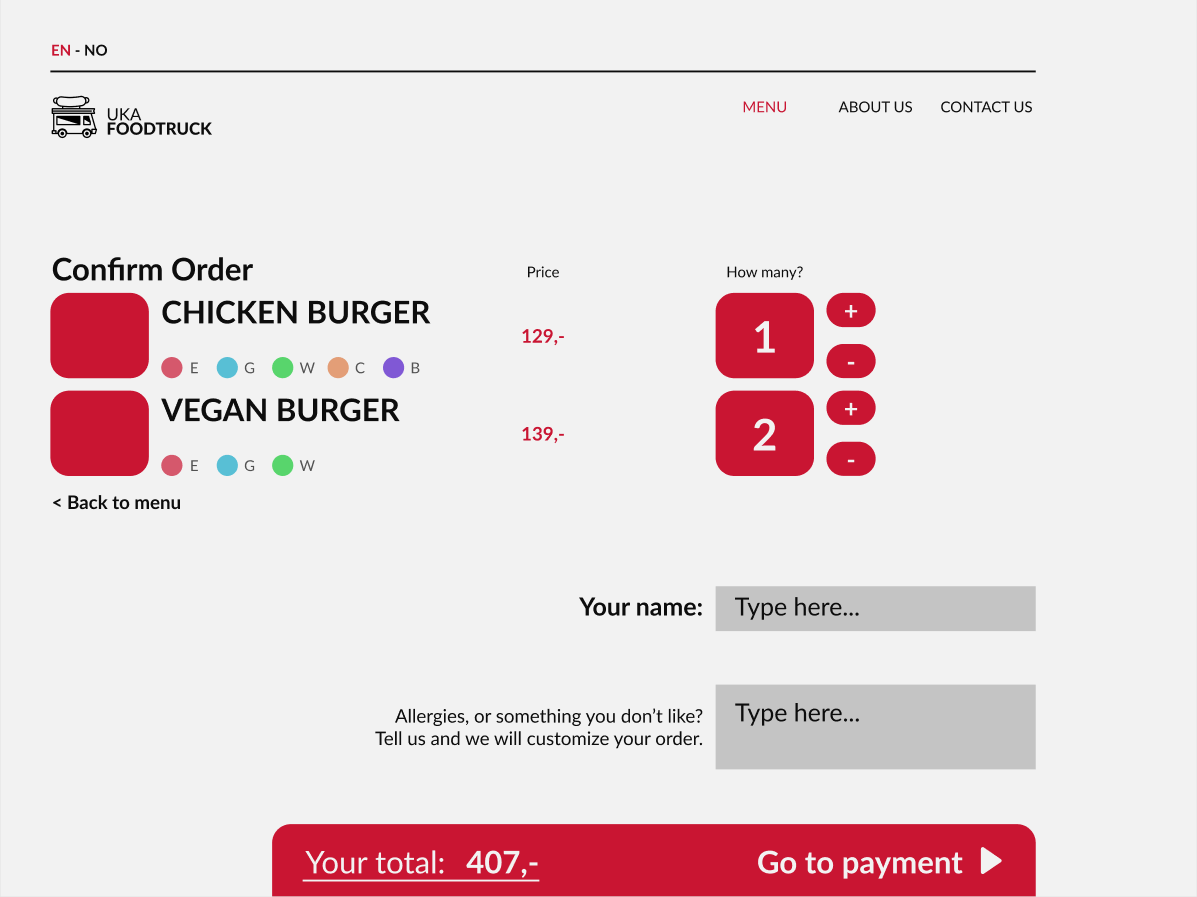 EN - NO
UKA
FOODTRUCK
MENU
ABOUT US
CONTACT US
Confirm Order
Price
How many?
CHICKEN BURGER
129,-
1
+
-
E G W C B
VEGAN BURGER
139,-
2
+
-
E G W
< Back to menu
Your name:
Type here...
Allergies, or something you don't like?
Tell us and we will customize your order.
Type here...
Your total: 407,-
Go to payment